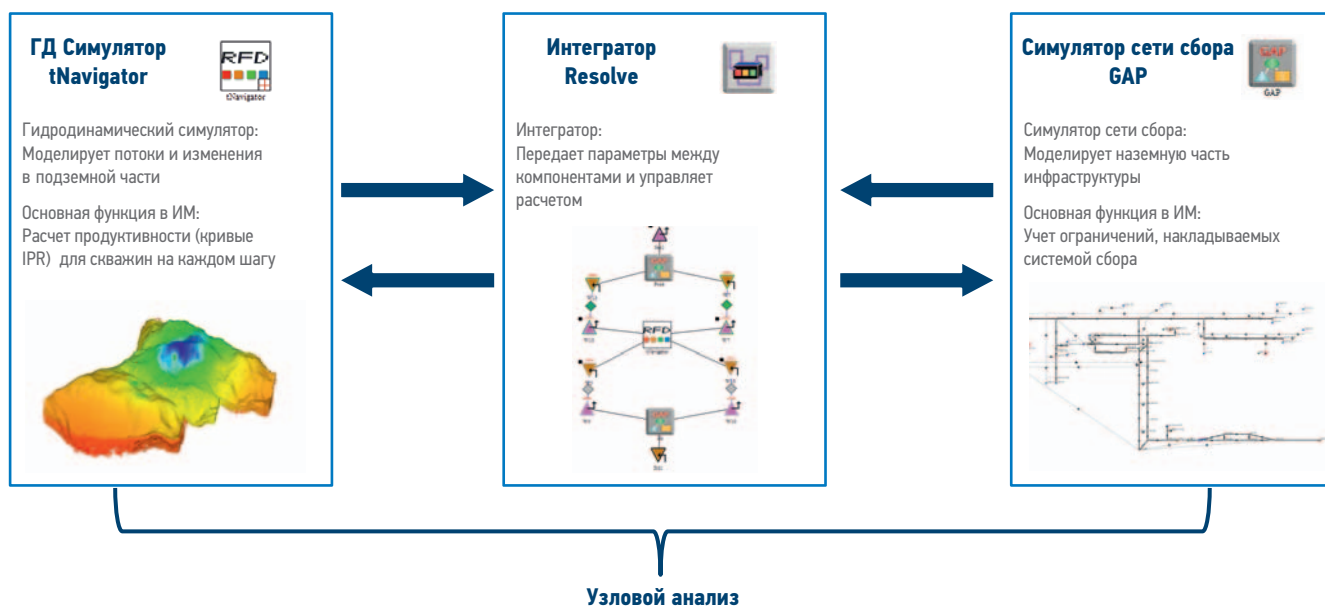 ГД Симулятор
tNavigator
RFD
tNavigator
Гидродинамический симулятор:
Моделирует потоки и изменения
в подземной части
Основная функция в ИМ:
Расчет продуктивности (кривые
IPR) для скважин на каждом шагу
Интегратор
Resolve
Интегратор:
Передает параметры между
компонентами и управляет
расчетом
RFD
Симулятор сети сбора
GAP
GAP
Симулятор сети сбора:
Моделирует наземную часть
инфраструктуры
Основная функция в ИМ:
Учет ограничений, накладываемых
системой сбора
Узловой анализ